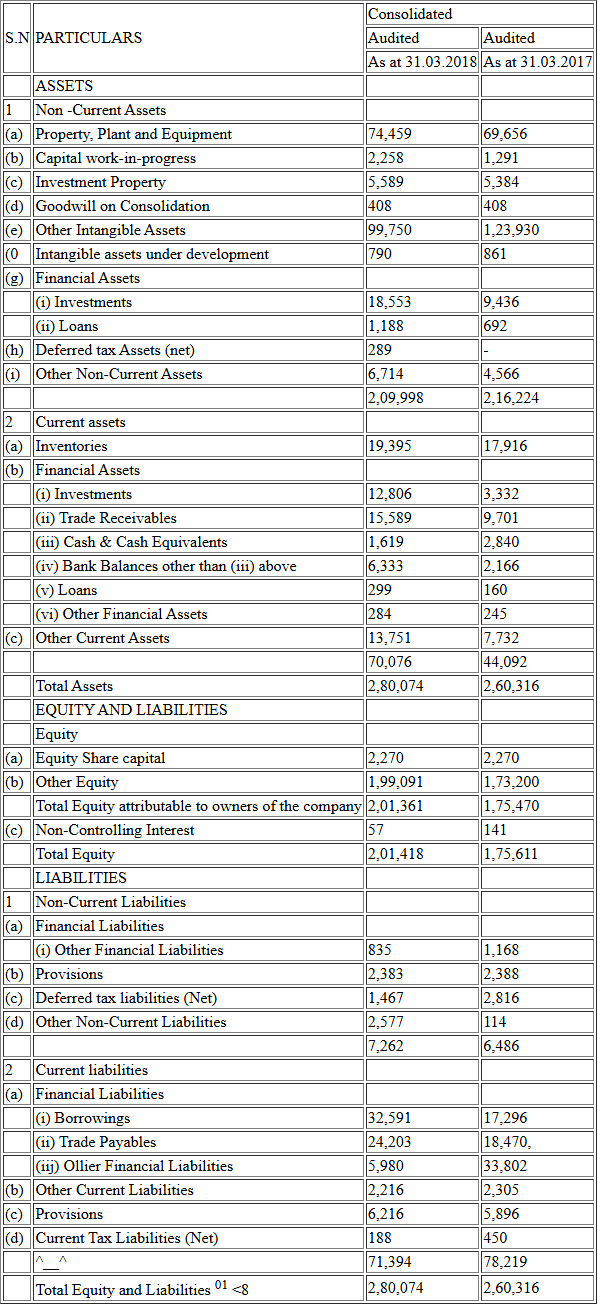 Consolidated
S.N PARTICULARS Audited Audited
As at 31.03.2018 As at 31.03.2017
ASSETS
1 Non -Current Assets
(a) Property, Plant and Equipment 74,459 69,656
(b) Capital work-in-progress 2,258 1,291
(c) Investment Property 5,589 5,384
(d) Goodwill on Consolidation 408 408
(e) Other Intangible Assets 99,750 1,23,930
(0 Intangible assets under development 790 861
(g) Financial Assets
(i) Investments 18,553 9,436
(ii) Loans 1,188 692
(h) Deferred tax Assets (net) 289 -
(i) Other Non-Current Assets 6,714 4,566
2,09,998 2,16,224
2 Current assets
(a) Inventories 19,395 17,916
(b) Financial Assets
(i) Investments 12,806 3,332
(ii) Trade Receivables 15,589 9,701
(iii) Cash & Cash Equivalents 1,619 2,840
(iv) Bank Balances other than (iii) above 6,333 2,166
(v) Loans 299 160
(vi) Other Financial Assets 284 245
(c) Other Current Assets 13,751 7,732
70,076 44,092
Total Assets 2,80,074 2,60,316
EQUITY AND LIABILITIES
Equity
(a) Equity Share capital 2,270 2,270
(b) Other Equity 1,99,091 1,73,200
Total Equity attributable to owners of the company 2,01,361 1,75,470
(c) Non-Controlling Interest 57 141
Total Equity 2,01,418 1,75,611
LIABILITIES
1 Non-Current Liabilities
(a) Financial Liabilities
(i) Other Financial Liabilities 835 1,168
(b) Provisions 2,383 2,388
(c) Deferred tax liabilities (Net) 1,467 2,816
(d) Other Non-Current Liabilities 2,577 114
7,262 6,486
2 Current liabilities
(a) Financial Liabilities
(i) Borrowings 32,591 17,296
(ii) Trade Payables 24,203 18,470,
(iij) Ollier Financial Liabilities 5,980 33,802
(b) Other Current Liabilities 2,216 2,305
(c) Provisions 6,216 5,896
(d) Current Tax Liabilities (Net) 188 450
^__^ 71,394 78,219
Total Equity and Liabilities 01 <8 2,80,074 2,60,316